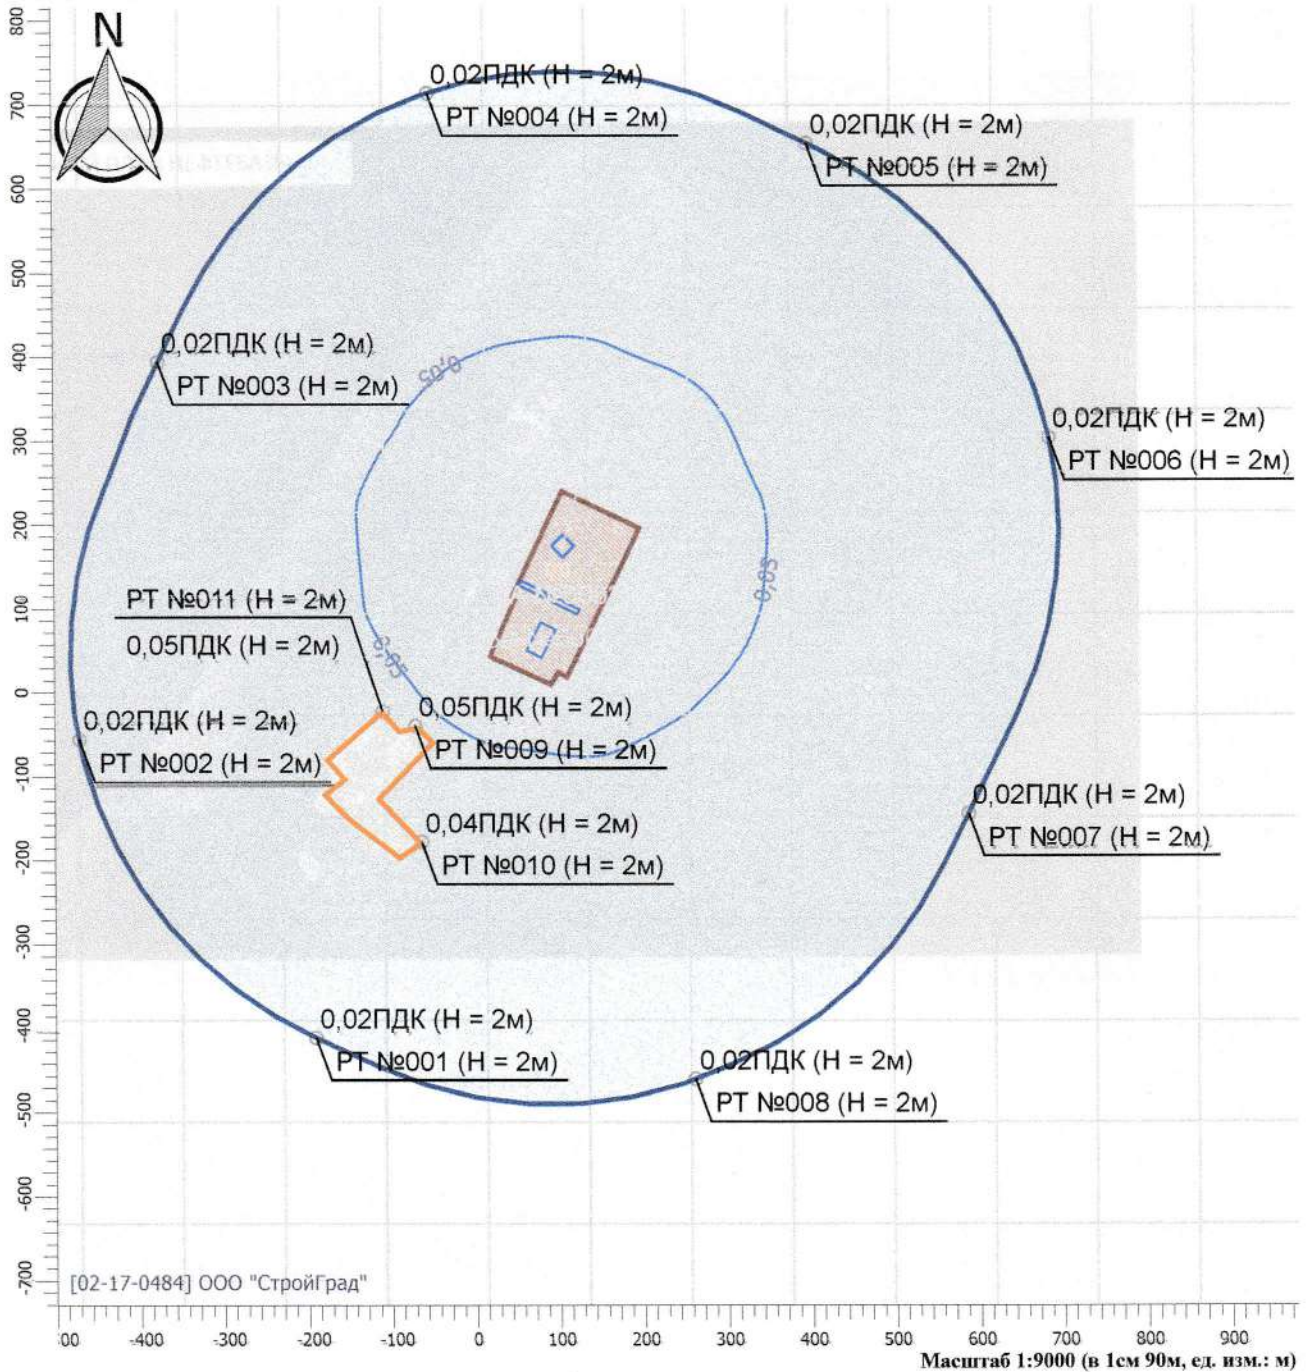 N
800
700
600
500
400
300
200
100
0
-100
-200
-300
-400
-500
-600
-700
0,02ПДК (Н = 2м)
РТ №004 (Н = 2м)
0,02ПДК (Н = 2м)
РТ №005 (Н = 2м)
0,02ПДК (Н = 2м)
РТ №003 (Н = 2м)
0,05
0,02ПДК (Н = 2м)
РТ №006 (Н = 2м)
0,05
РТ №011 (Н = 2м)
0,05ПДК (Н = 2м)
0,05
0,02ПДК (Н = 2м)
РТ №002 (Н = 2м)
0,05ПДК (Н = 2м)
РТ №009 (Н = 2м)
0,04ПДК (Н = 2м)
РТ №010 (Н = 2м)
0,02ПДК (Н = 2м)
РТ №007 (Н = 2м)
0,02ПДК (Н = 2м)
РТ №001 (Н = 2м)
0,02ПДК (Н = 2м)
РТ №008 (Н = 2м)
[02-17-0484] ООО "СтройГрад"
00 -400 -300 -200 -100 0 100 200 300 400 500 600 700 800 900
Масштаб 1:9000 (в 1см 90м, ед. изм.: м)